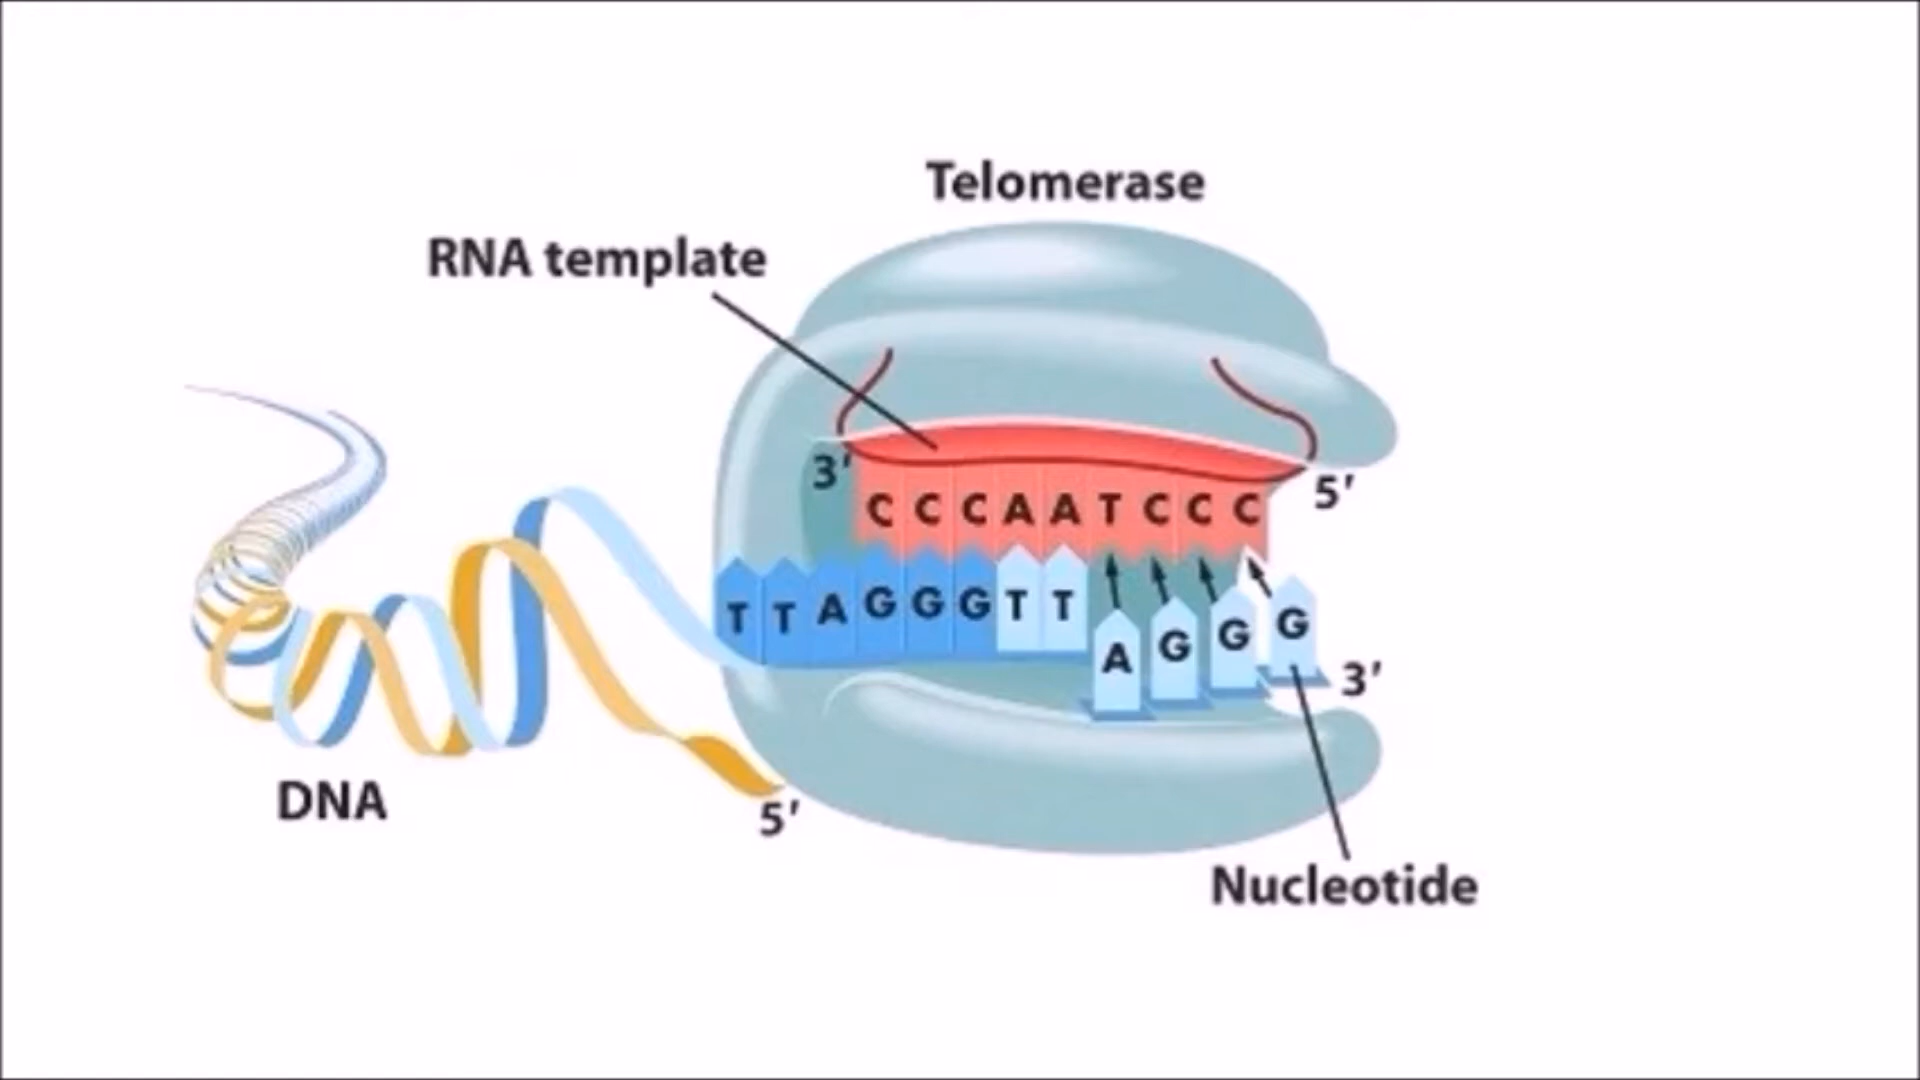 Telomerase
RNA template
3′
5′
C C C A A T C C C
T T A G G G T T
A G G G
3′
DNA
5′
Nucleotide